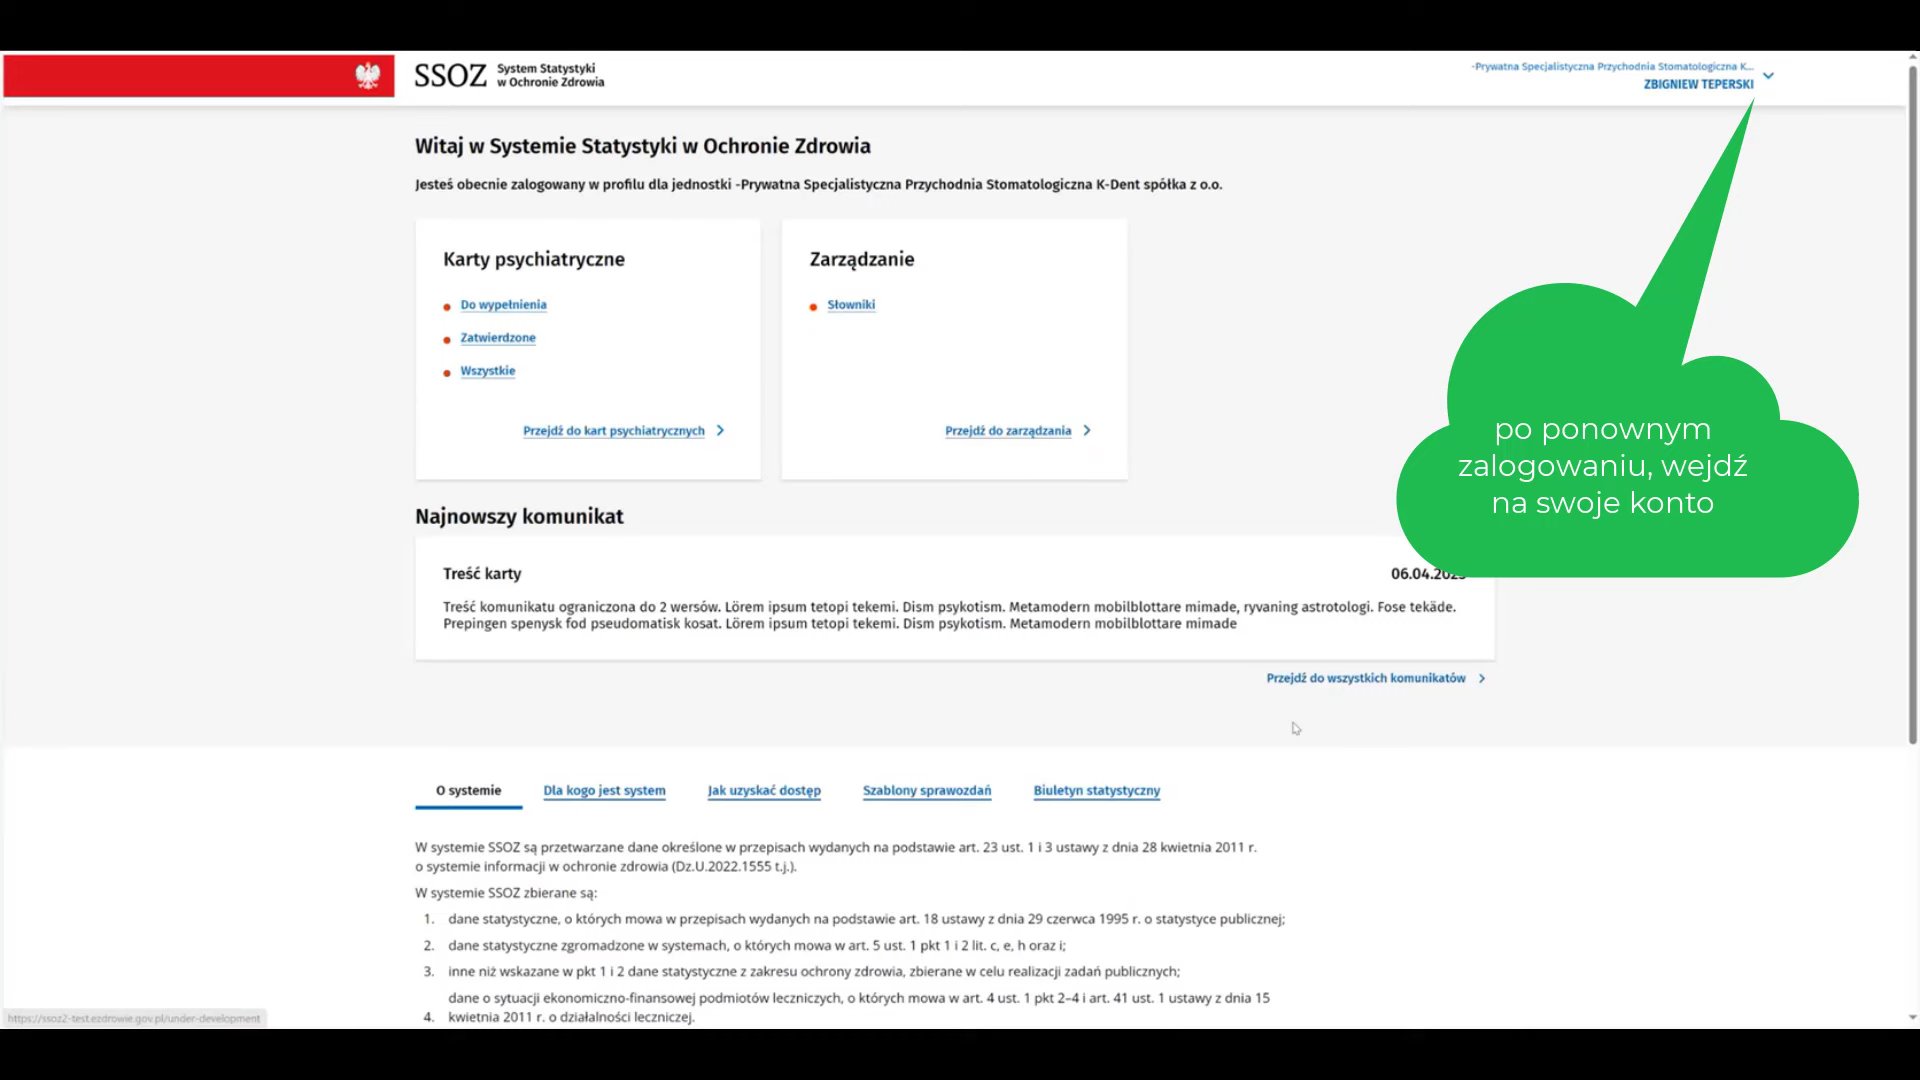 SSOZ System Statystyki
w Ochronie Zdrowia
-Prywatna Specjalistyczna Przychodnia Stomatologiczna K...
ZBIGNIEW TEPERSKI
Witaj w Systemie Statystyki w Ochronie Zdrowia
Jesteś obecnie zalogowany w profilu dla jednostki -Prywatna Specjalistyczna Przychodnia Stomatologiczna K-Dent spółka z o.o.
Karty psychiatryczne
Do wypełnienia
Zatwierdzone
Wszystkie
Przejdź do kart psychiatrycznych
Zarządzanie
Słowniki
Przejdź do zarządzania
po ponownym
zalogowaniu, wejdź
na swoje konto
Najnowszy komunikat
Treść karty
06.04.2023
Treść komunikatu ograniczona do 2 wersów. Lörem ipsum tetopi tekemi. Dism psykotism. Metamodern mobilblottare mimade, ryvaning astrotologi. Fose tekäde.
Prepingen spenysk fod pseudomatisk kosat. Lörem ipsum tetopi tekemi. Dism psykotism. Metamodern mobilblottare mimade
Przejdź do wszystkich komunikatów
O systemie Dla kogo jest system Jak uzyskać dostęp Szablony sprawozdań Biuletyn statystyczny
W systemie SSOZ są przetwarzane dane określone w przepisach wydanych na podstawie art. 23 ust. 1 i 3 ustawy z dnia 28 kwietnia 2011 r.
o systemie informacji w ochronie zdrowia (Dz.U.2022.1555 t.j.).
W systemie SSOZ zbierane są:
1. dane statystyczne, o których mowa w przepisach wydanych na podstawie art. 18 ustawy z dnia 29 czerwca 1995 r. o statystyce publicznej;
2. dane statystyczne zgromadzone w systemach, o których mowa w art. 5 ust. 1 pkt 1 i 2 lit. c, e, h oraz i;
3. inne niż wskazane w pkt 1 i 2 dane statystyczne z zakresu ochrony zdrowia, zbierane w celu realizacji zadań publicznych;
dane o sytuacji ekonomiczno-finansowej podmiotów leczniczych, o których mowa w art. 4 ust. 1 pkt 2–4 i art. 41 ust. 1 ustawy z dnia 15
4. kwietnia 2011 r. o działalności leczniczej.
https://ssoz2-test.ezdrowie.gov.pl/under-development